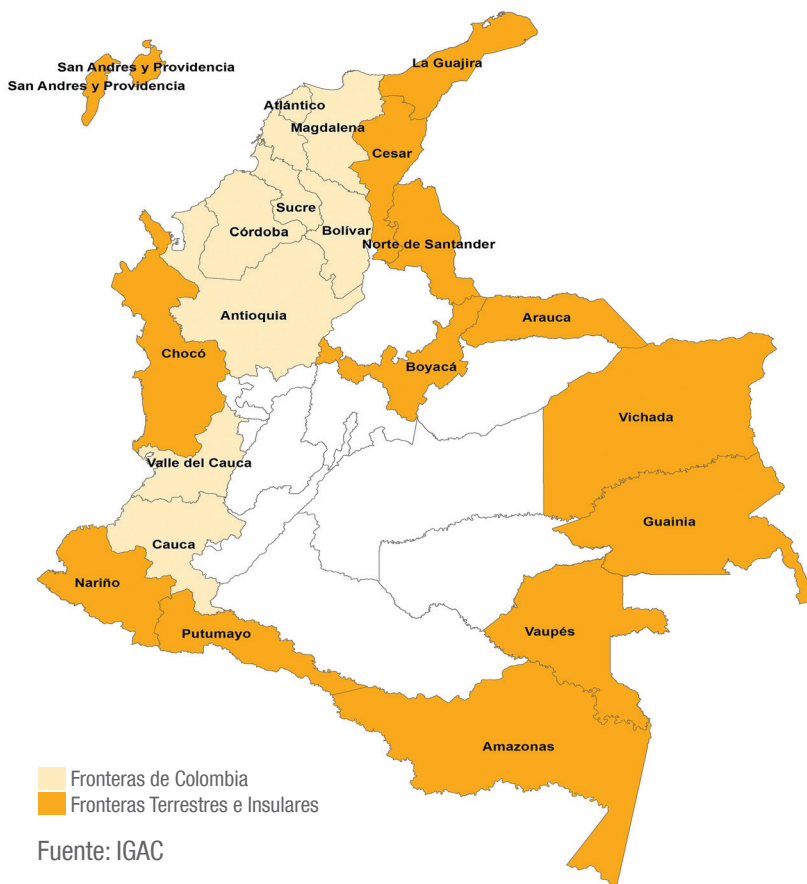 San Andres y Providencia
San Andres y Providencia
La Guajira
Atlántico
Magdalena
Cesar
Sucre
Córdoba
Bolívar
Norte de Santander
Antioquia
Arauca
Chocó
Boyacá
Vichada
Valle del Cauca
Guainia
Cauca
Nariño
Putumayo
Vaupés
Amazonas
Fronteras de Colombia
Fronteras Terrestres e Insulares
Fuente: IGAC